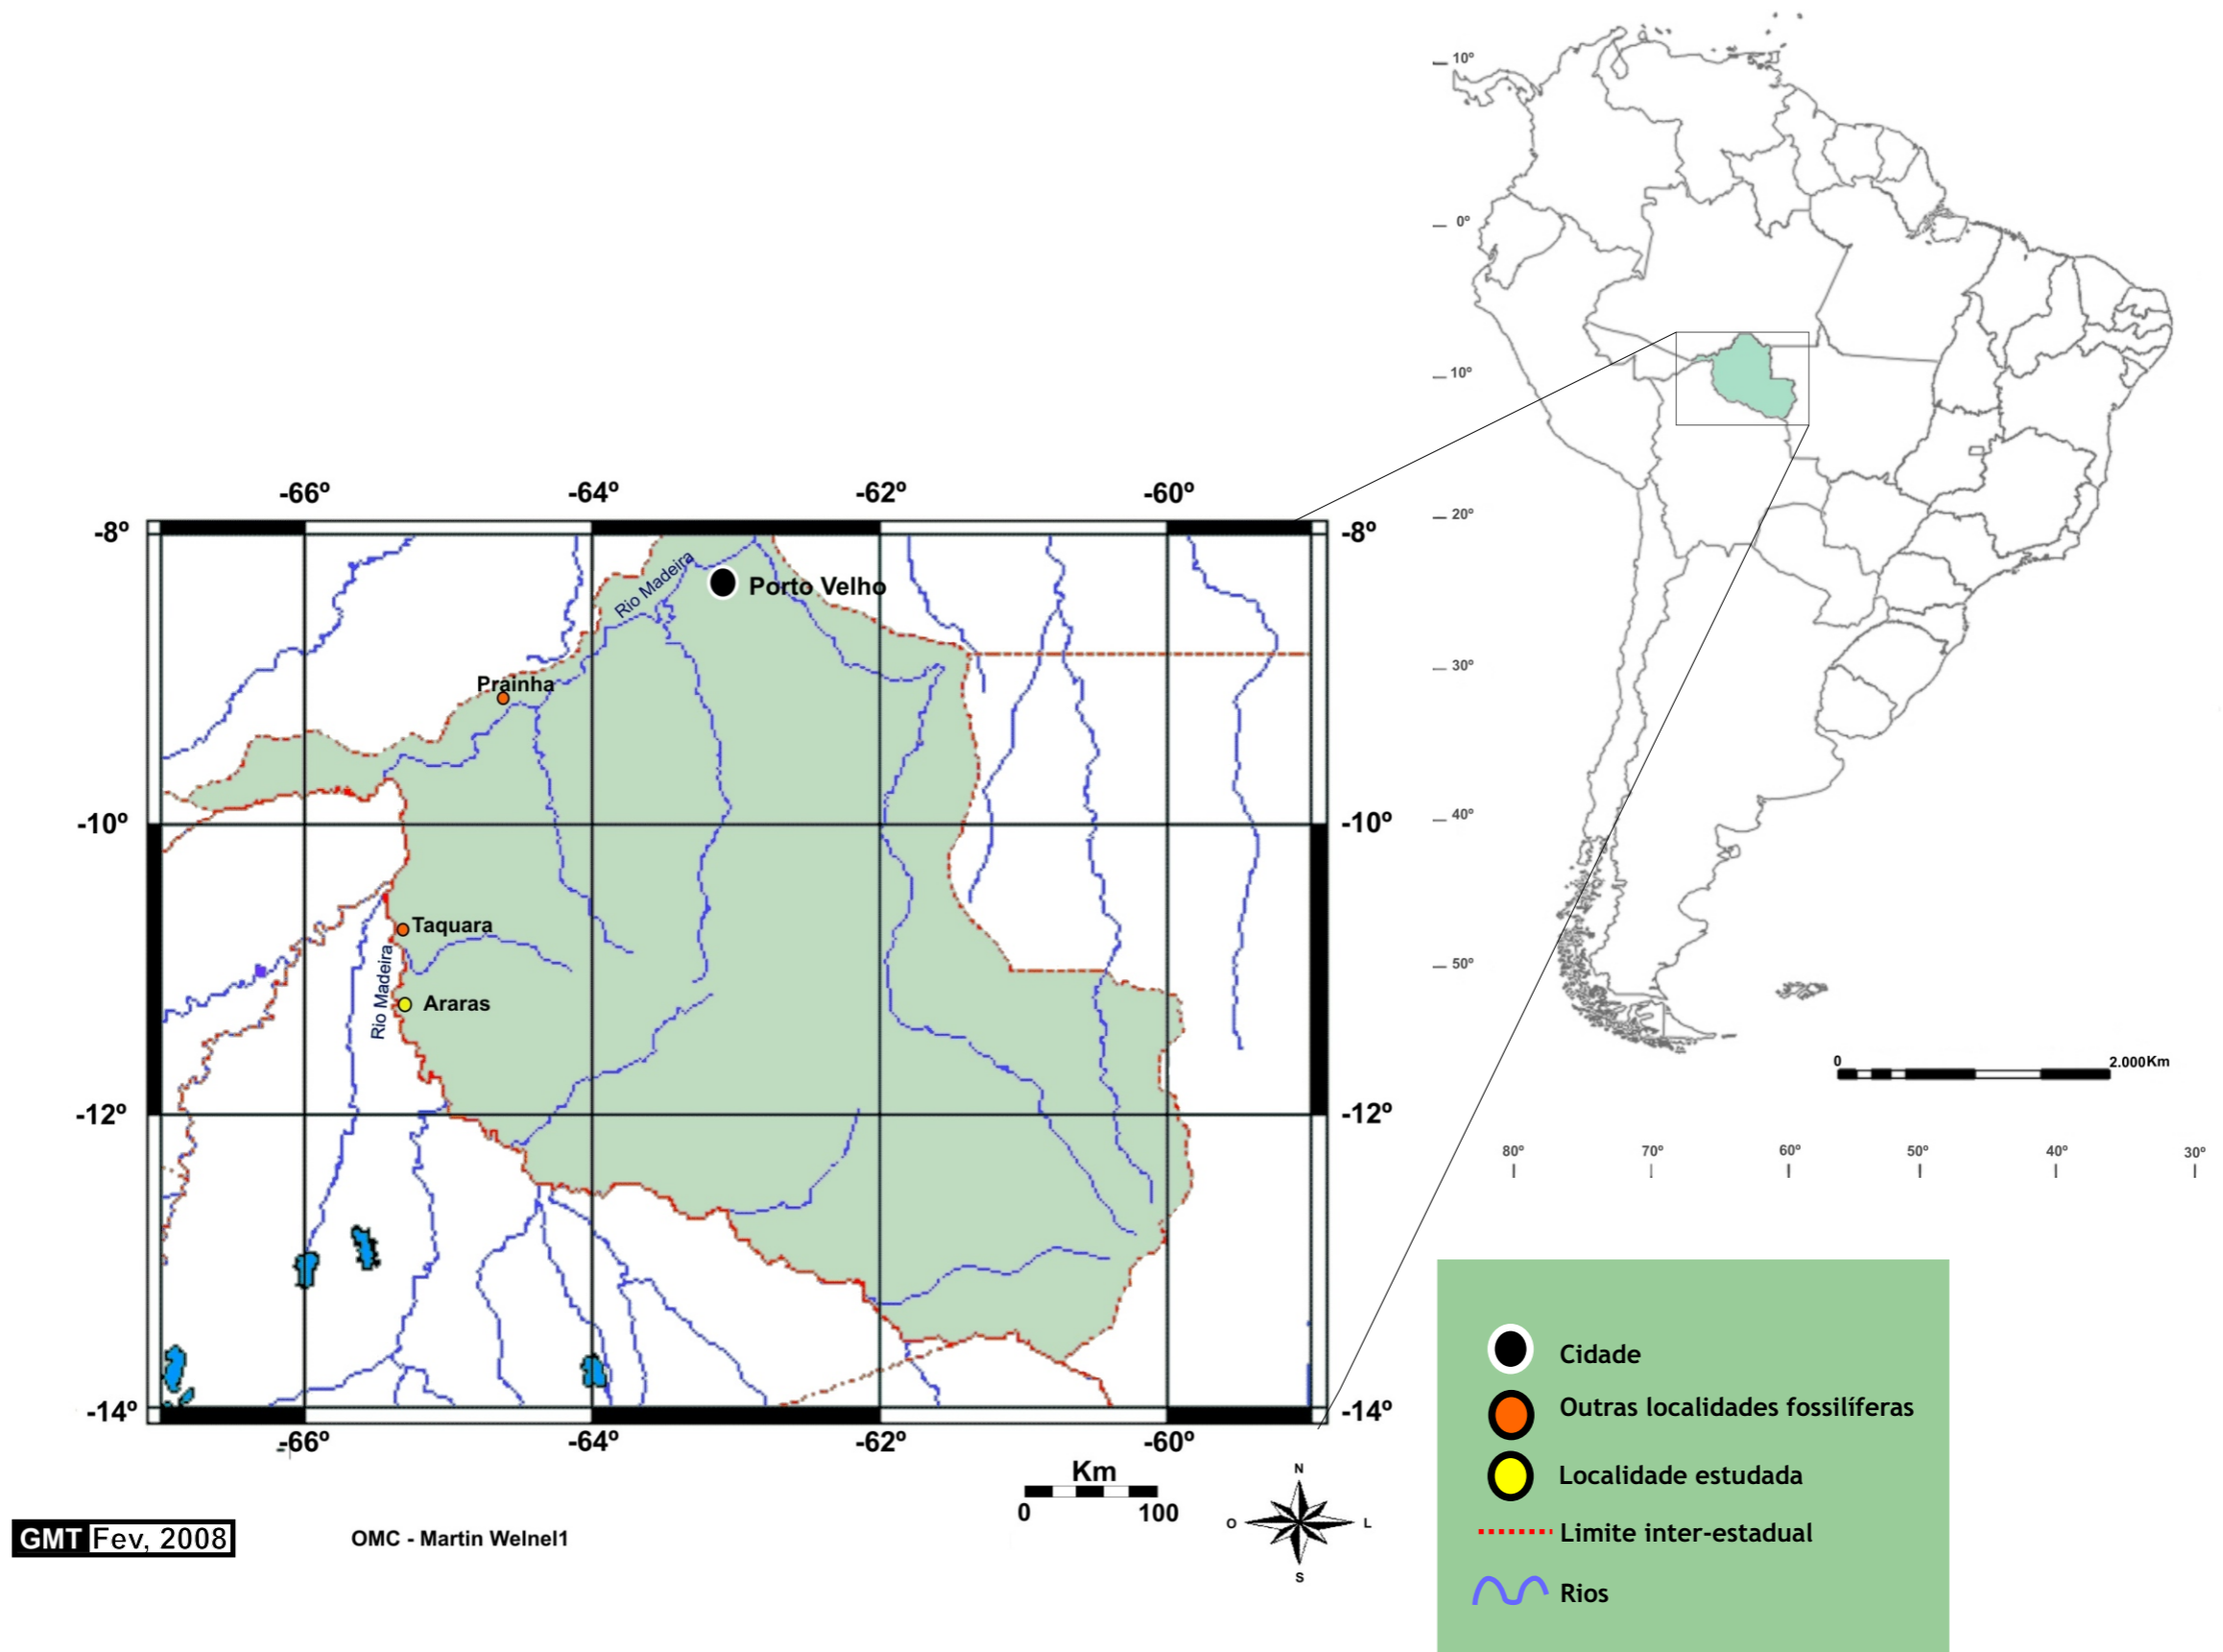 10º
0º
10º
20º
30º
40º
50º
0 2.000Km
80º 70º 60º 50º 40º 30º
-66º -64º -62º -60º
-8º -8º
Rio Madeira
Porto Velho
Prainha
-10º -10º
Taquara
Rio Madeira
Araras
-12º -12º
-14º -14º
-66º -64º -62º -60º
Km
0 100
N
O L
S
GMT Fev, 2008
OMC - Martin Welnel1
Cidade
Outras localidades fossilíferas
Localidade estudada
Limite inter-estadual
Rios